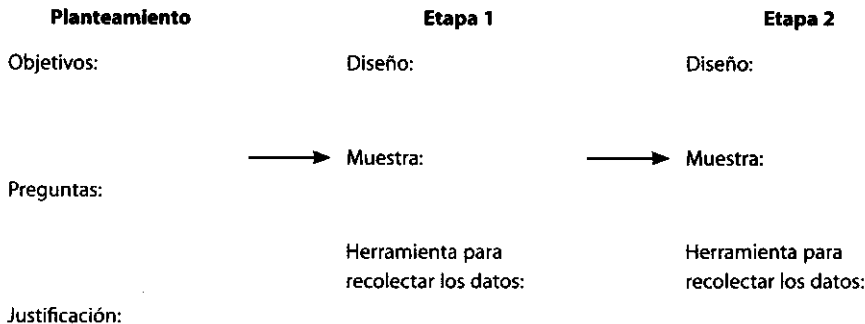 Planteamiento
Objetivos:
Preguntas:
Justificación:
Etapa 1
Diseño:
Muestra:
Herramienta para
recolectar los datos:
Etapa 2
Diseño:
Muestra:
Herramienta para
recolectar los datos: